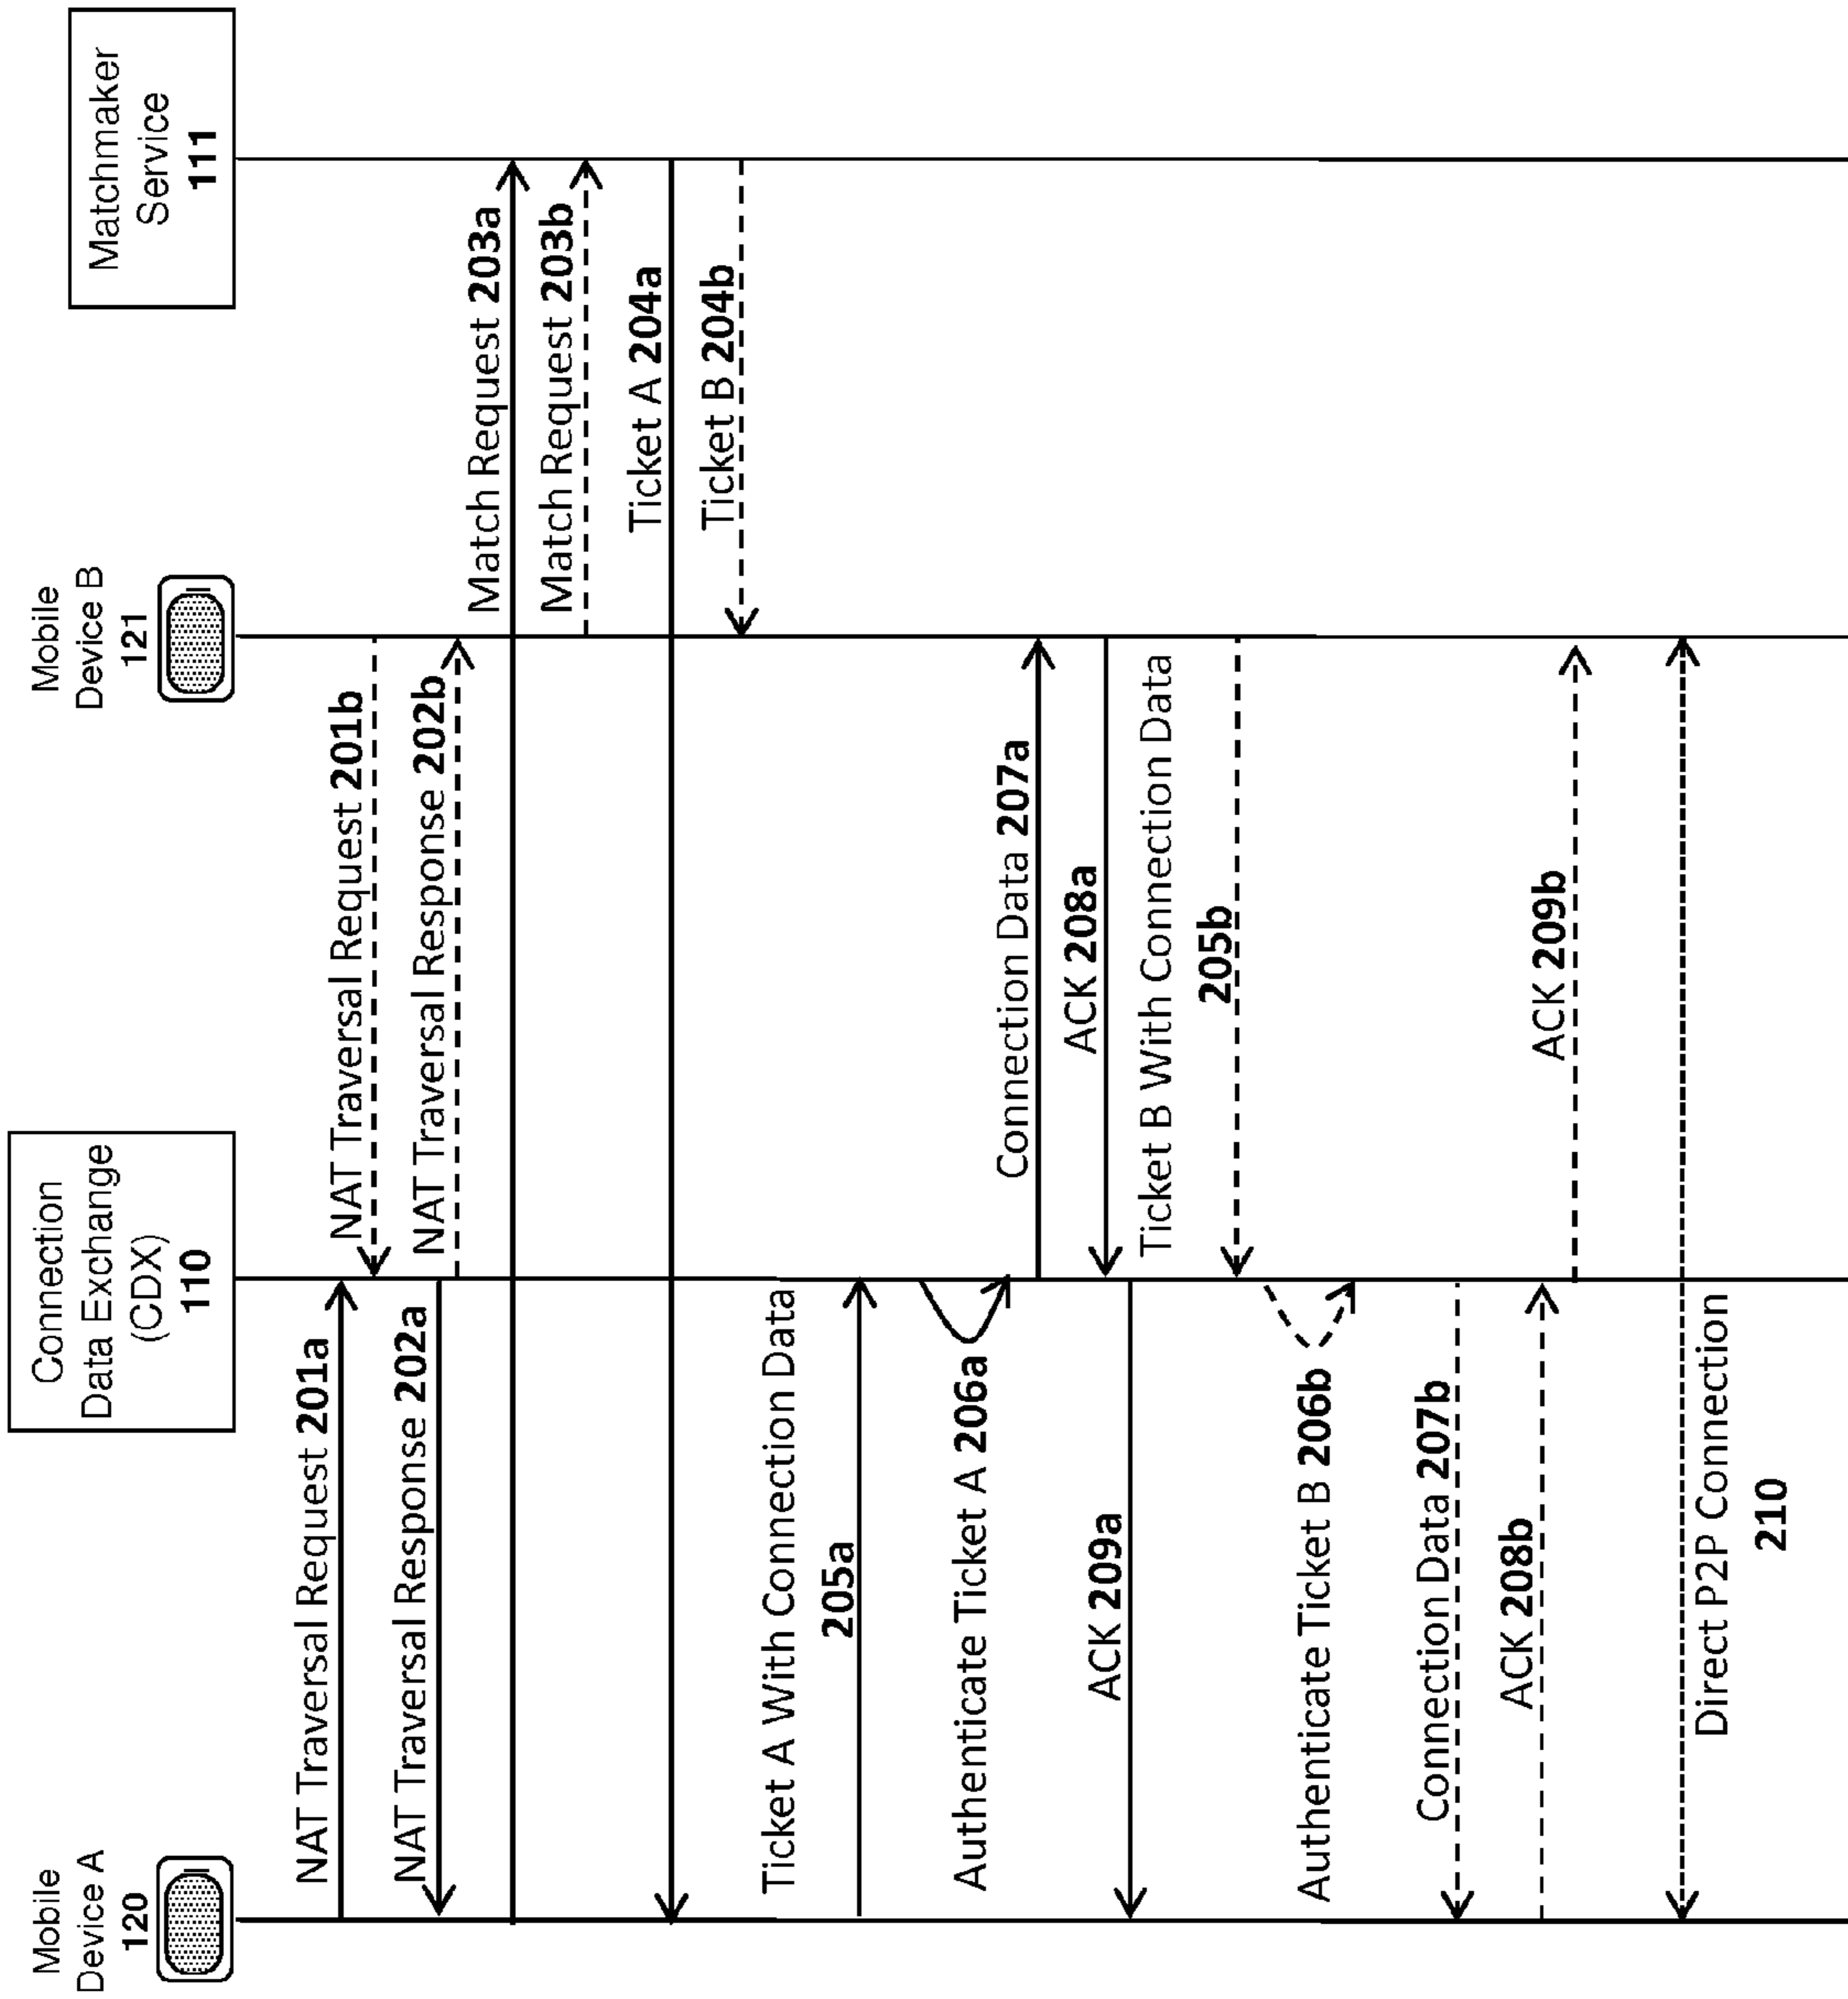 Mobile
Device A
120
Connection
Data Exchange
(CDX)
110
Mobile
Device B
121
Matchmaker
Service
111
NAT Traversal Request 201a
NAT Traversal Request 201b
NAT Traversal Response 202a
NAT Traversal Response 202b
Match Request 203a
Match Request 203b
Ticket A 204a
Ticket B 204b
Ticket A With Connection Data
205a
Authenticate Ticket A 206a
Connection Data 207a
ACK 208a
ACK 209a
Ticket B With Connection Data
205b
Authenticate Ticket B 206b
Connection Data 207b
ACK 208b
ACK 209b
Direct P2P Connection
210